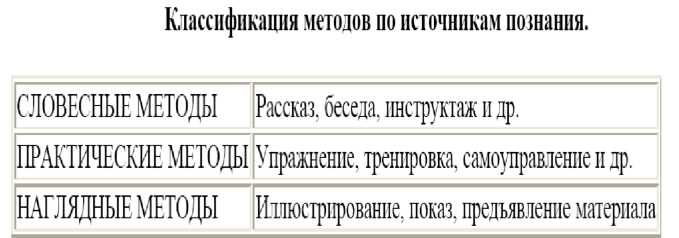 Классификация методов по источникам познания.
СЛОВЕСНЫЕ МЕТОДЫ Рассказ, беседа, инструктаж и др.
ПРАКТИЧЕСКИЕ МЕТОДЫ Упражнение, тренировка, самоуправление и др.
НАГЛЯДНЫЕ МЕТОДЫ Иллюстрирование, показ, предъявление материала